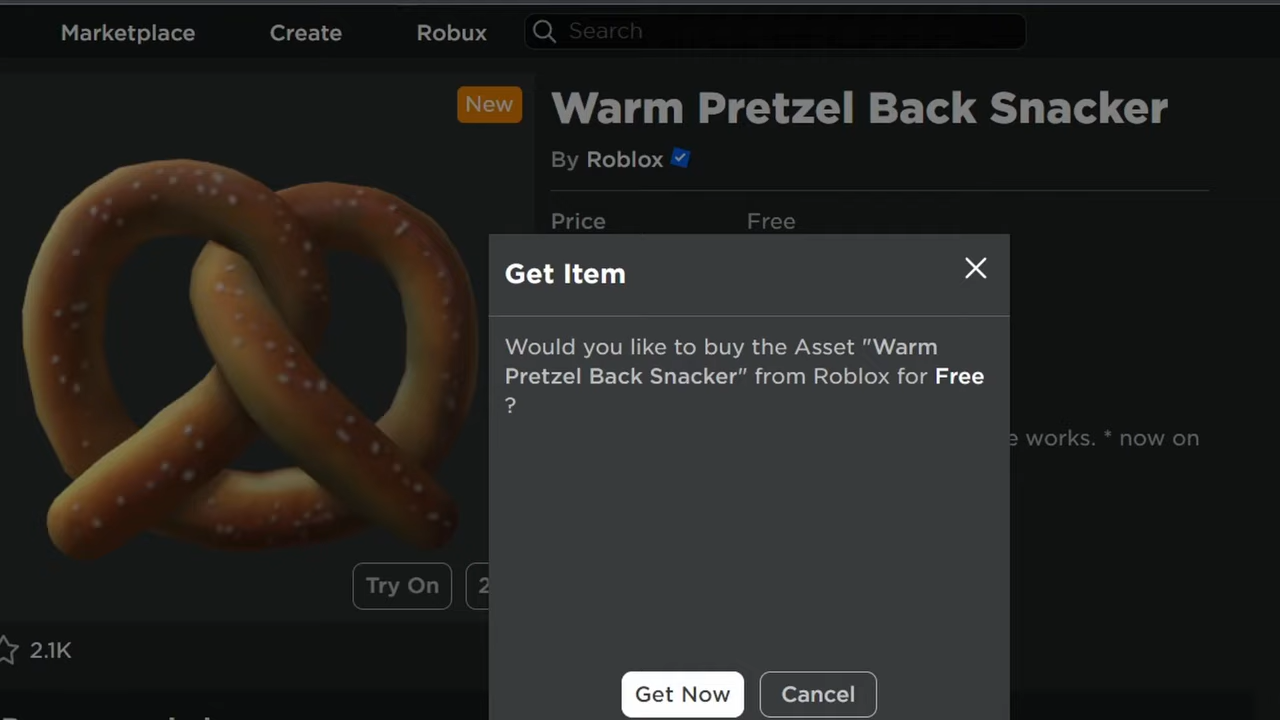 Marketplace Create Robux Search
New
Warm Pretzel Back Snacker
By Roblox
Price Free
Get Item
Would you like to buy the Asset "Warm
Pretzel Back Snacker" from Roblox for Free
?
works. * now on
Try On
2.1K
Get Now Cancel